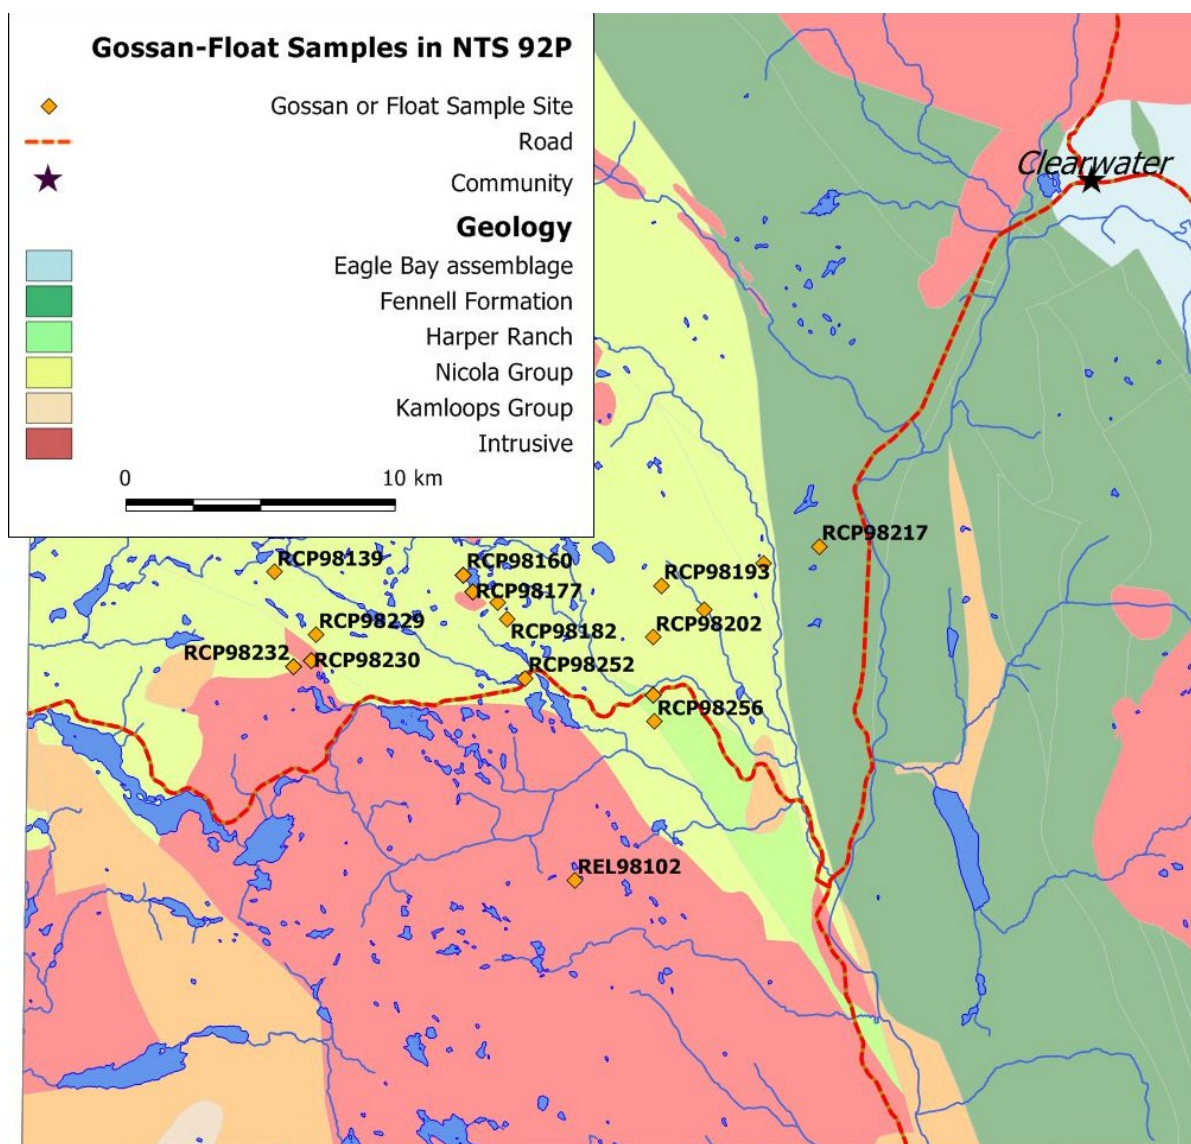 Gossan-Float Samples in NTS 92P
Gossan or Float Sample Site
Road
Community
Geology
Eagle Bay assemblage
Fennell Formation
Harper Ranch
Nicola Group
Kamloops Group
Intrusive
0 10 km
Clearwater
RCP98217
RCP98139
RCP98160
RCP98193
RCP98177
RCP98229
RCP98182
RCP98202
RCP98232
RCP98230
RCP98252
RCP98256
REL98102